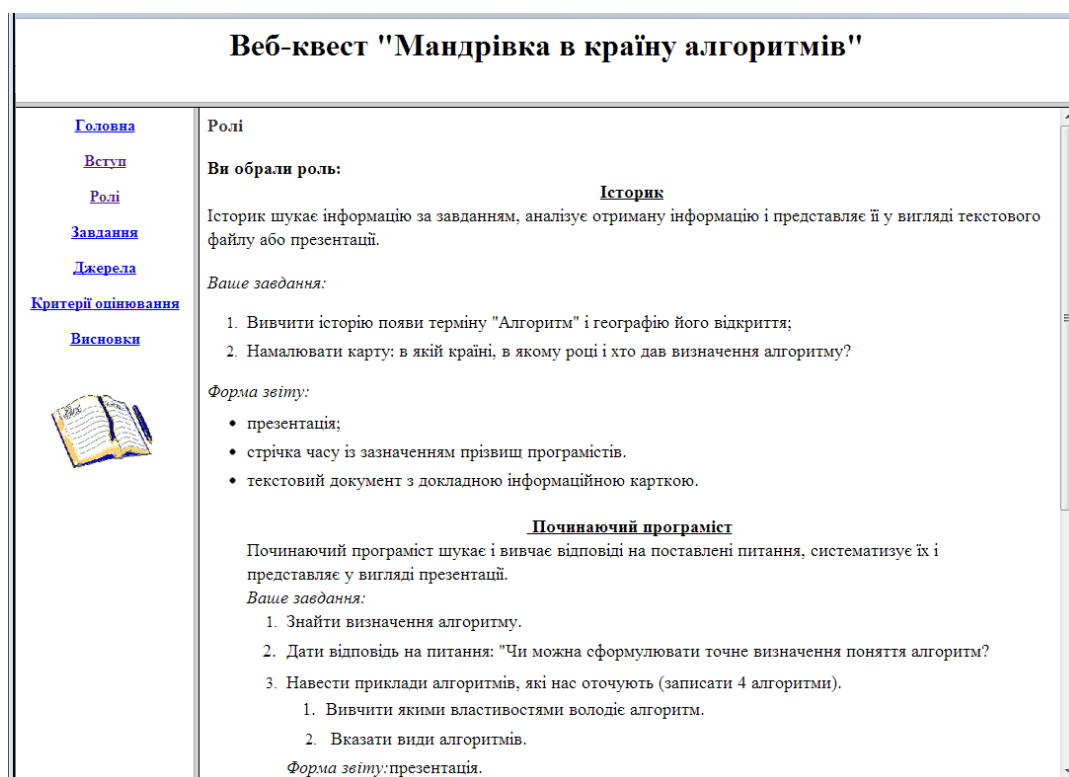 Веб-квест "Мандрівка в країну алгоритмів"
Головна
Вступ
Ролі
Завдання
Джерела
Критерії оцінювання
Висновки
Ролі
Ви обрали роль:
Історик
Історик шукає інформацію за завданням, аналізує отриману інформацію і представляє її у вигляді текстового
файлу або презентації.
Ваше завдання:
1. Вивчити історію появи терміну "Алгоритм" і географію його відкриття;
2. Намалювати карту: в якій країні, в якому році і хто дав визначення алгоритму?
Форма звіту:
• презентація;
• стрічка часу із зазначенням прізвищ програмістів.
• текстовий документ з докладною інформаційною карткою.
Починаючий програміст
Починаючий програміст шукає і вивчає відповіді на поставлені питання, систематизує їх і
представляє у вигляді презентації.
Ваше завдання:
1. Знайти визначення алгоритму.
2. Дати відповідь на питання: "Чи можна сформулювати точне визначення поняття алгоритм?
3. Навести приклади алгоритмів, які нас оточують (записати 4 алгоритми).
1. Вивчити якими властивостями володіє алгоритм.
2. Вказати види алгоритмів.
Форма звіту:презентація.